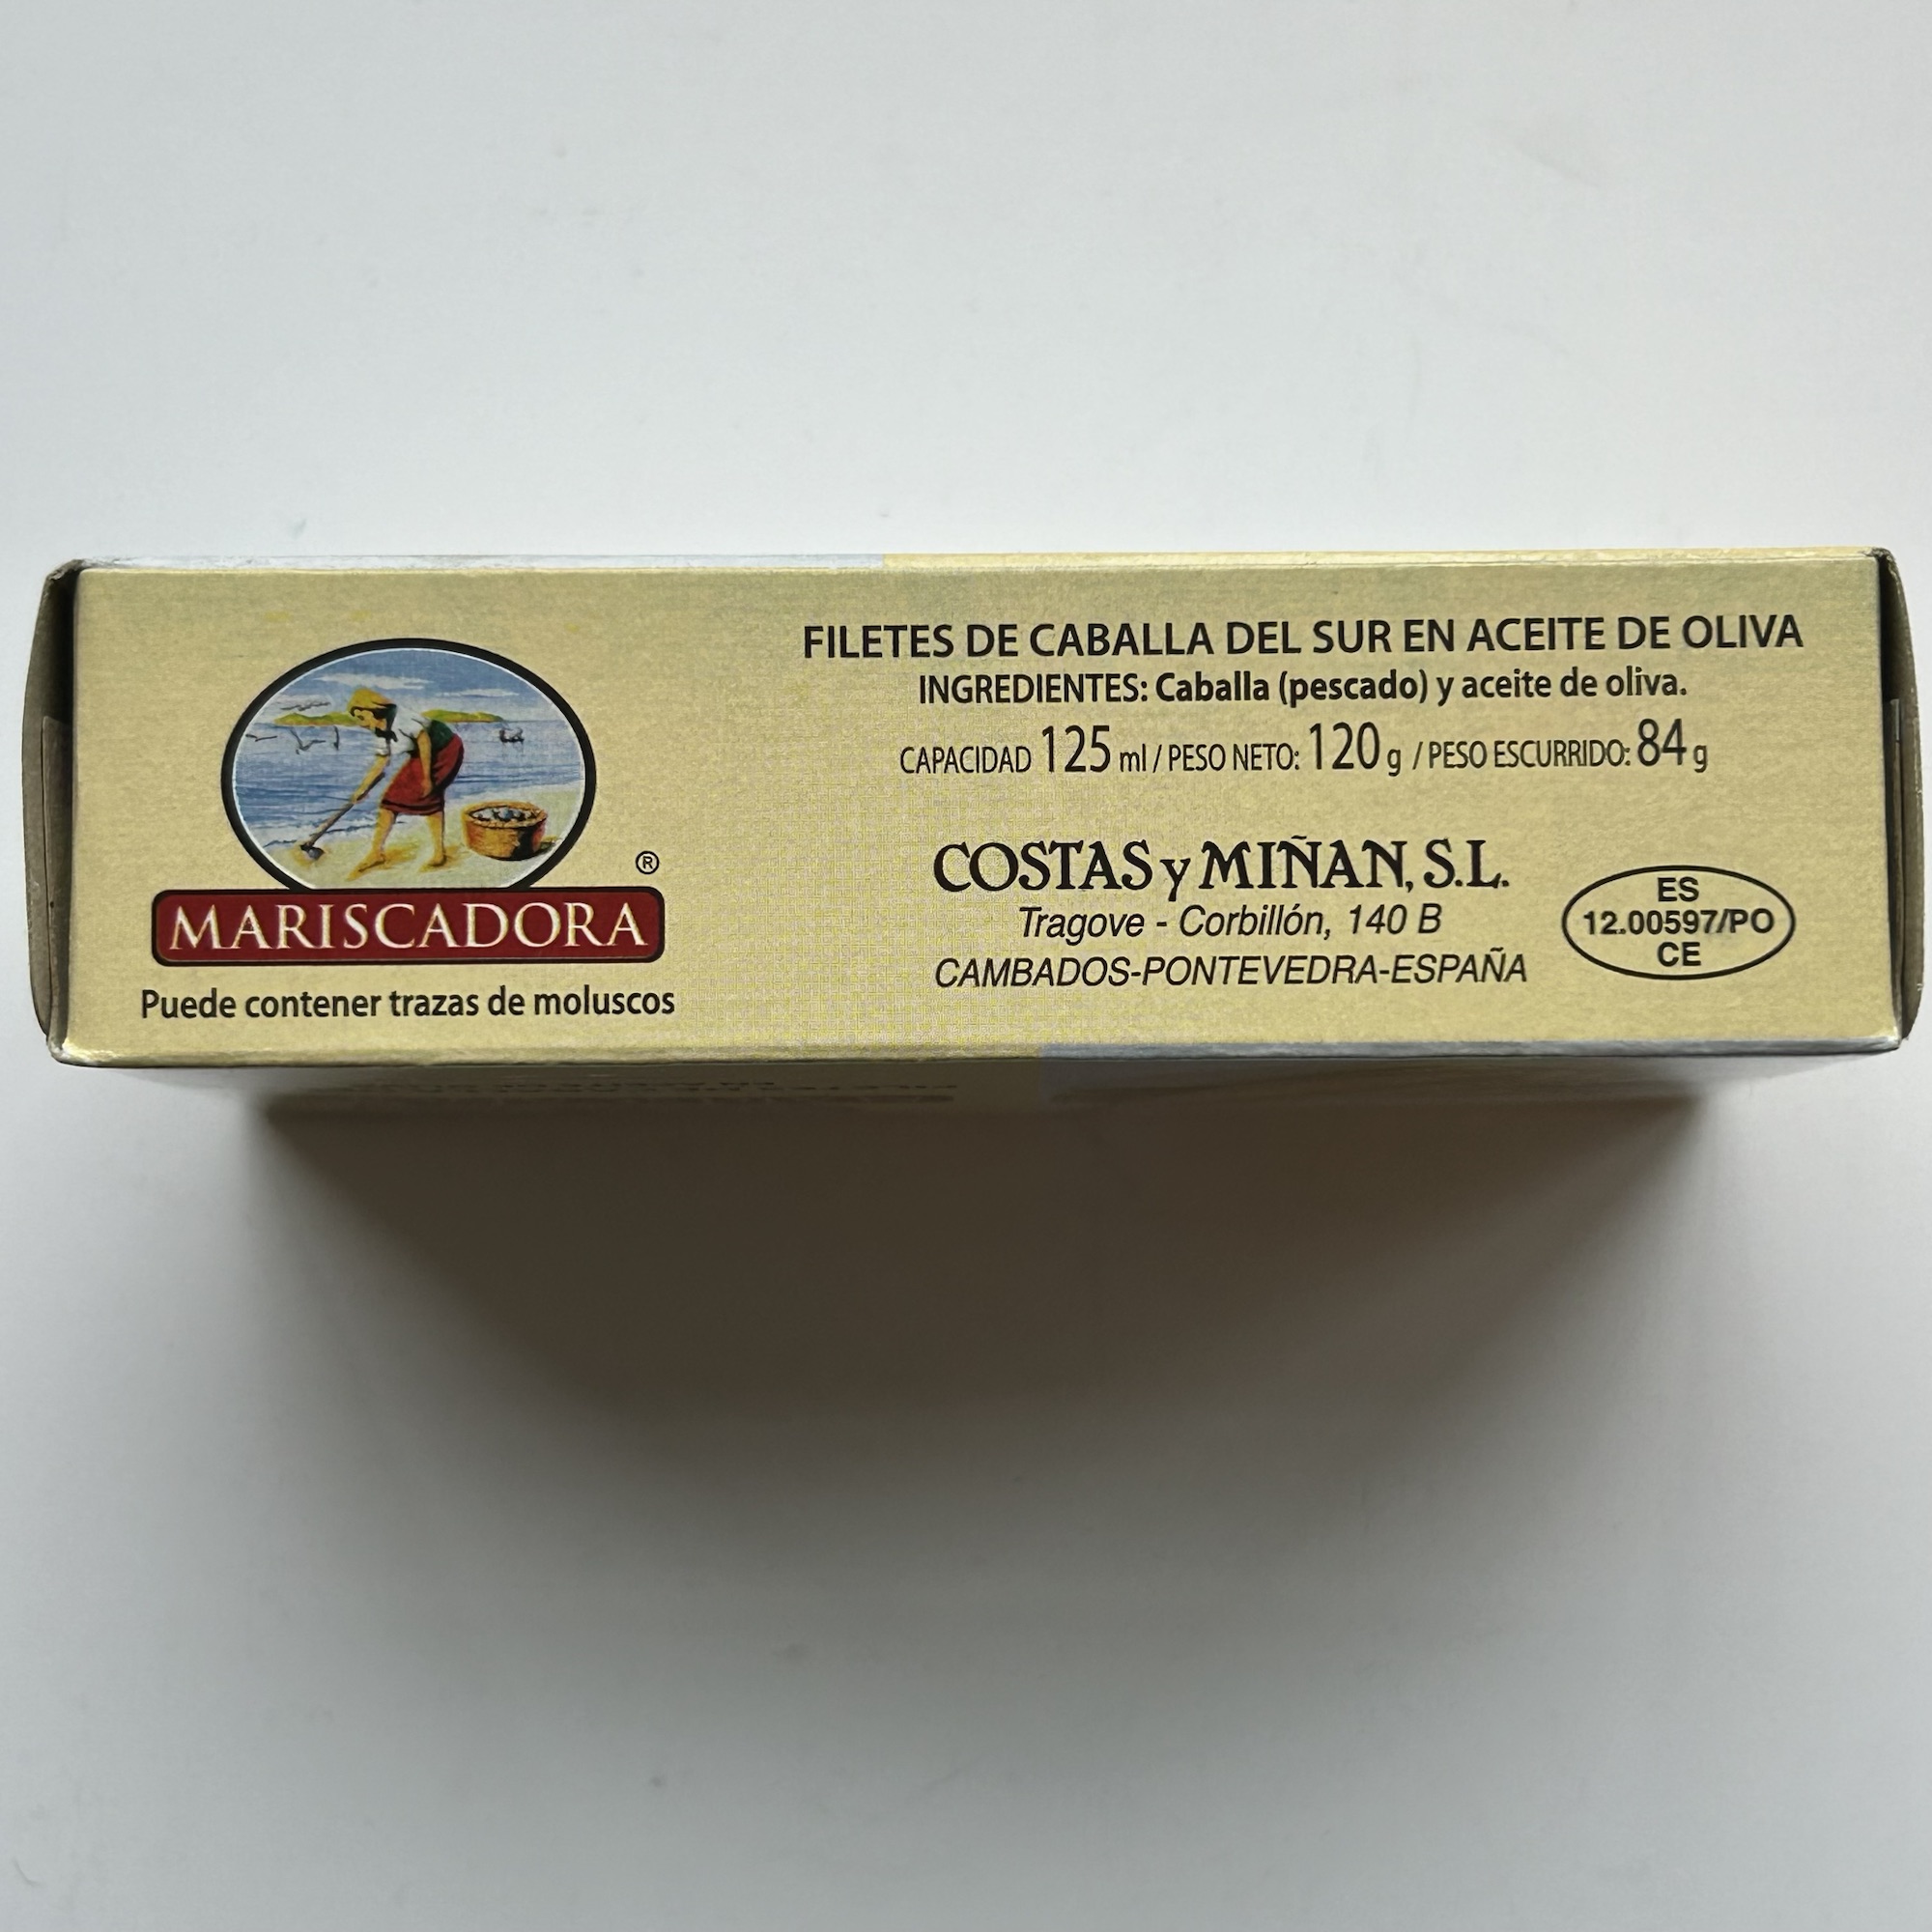 FILETES DE CABALLA DEL SUR EN ACEITE DE OLIVA
INGREDIENTES: Caballa (pescado) y aceite de oliva.
CAPACIDAD 125 ml / PESO NETO: 120 g / PESO ESCURRIDO: 84 g
®
MARISCADORA
Puede contener trazas de moluscos
COSTAS y MIÑAN, S.L.
Tragove - Corbillón, 140 B
CAMBADOS-PONTEVEDRA-ESPAÑA
ES
12.00597/PO
CE